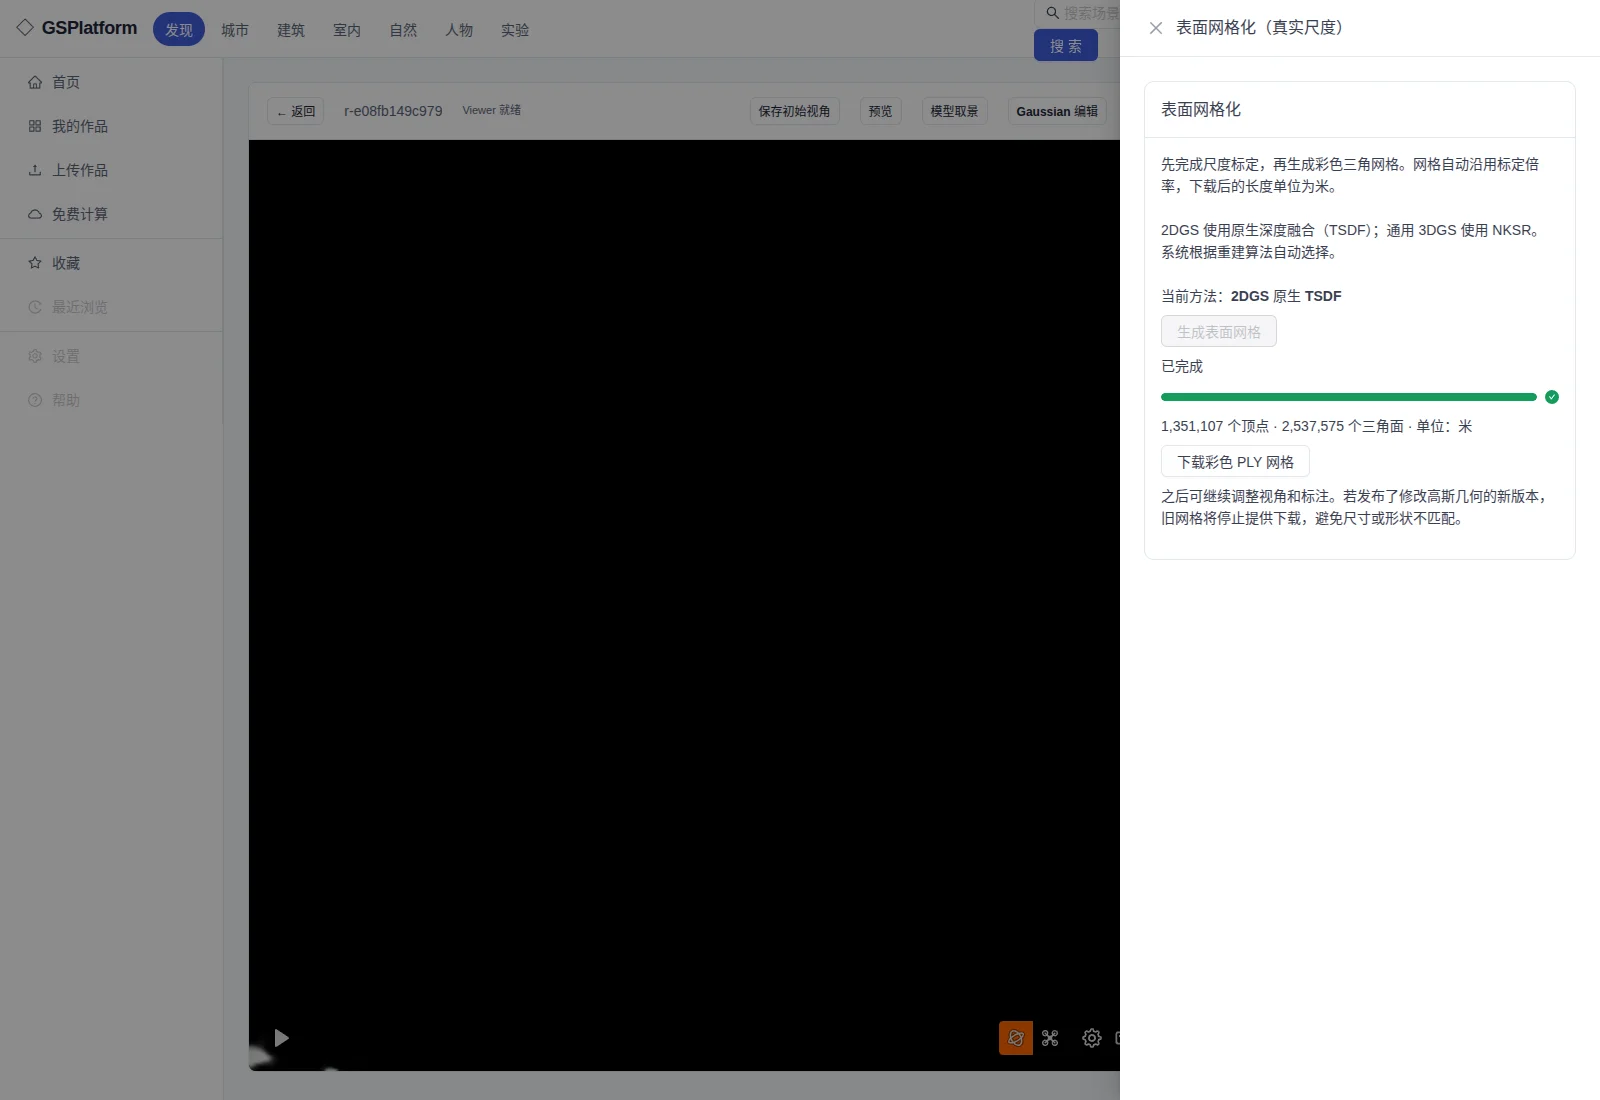 GSPlatform
发现
城市
建筑
室内
自然
人物
实验
搜索场景
搜 索
首页
我的作品
上传作品
免费计算
收藏
最近浏览
设置
帮助
← 返回
r-e08fb149c979
Viewer 就绪
保存初始视角
预览
模型取景
Gaussian 编辑
表面网格化（真实尺度）
表面网格化
先完成尺度标定，再生成彩色三角网格。网格自动沿用标定倍
率，下载后的长度单位为米。
2DGS 使用原生深度融合（TSDF）；通用 3DGS 使用 NKSR。
系统根据重建算法自动选择。
当前方法：2DGS 原生 TSDF
生成表面网格
已完成
1,351,107 个顶点 · 2,537,575 个三角面 · 单位：米
下载彩色 PLY 网格
之后可继续调整视角和标注。若发布了修改高斯几何的新版本，
旧网格将停止提供下载，避免尺寸或形状不匹配。